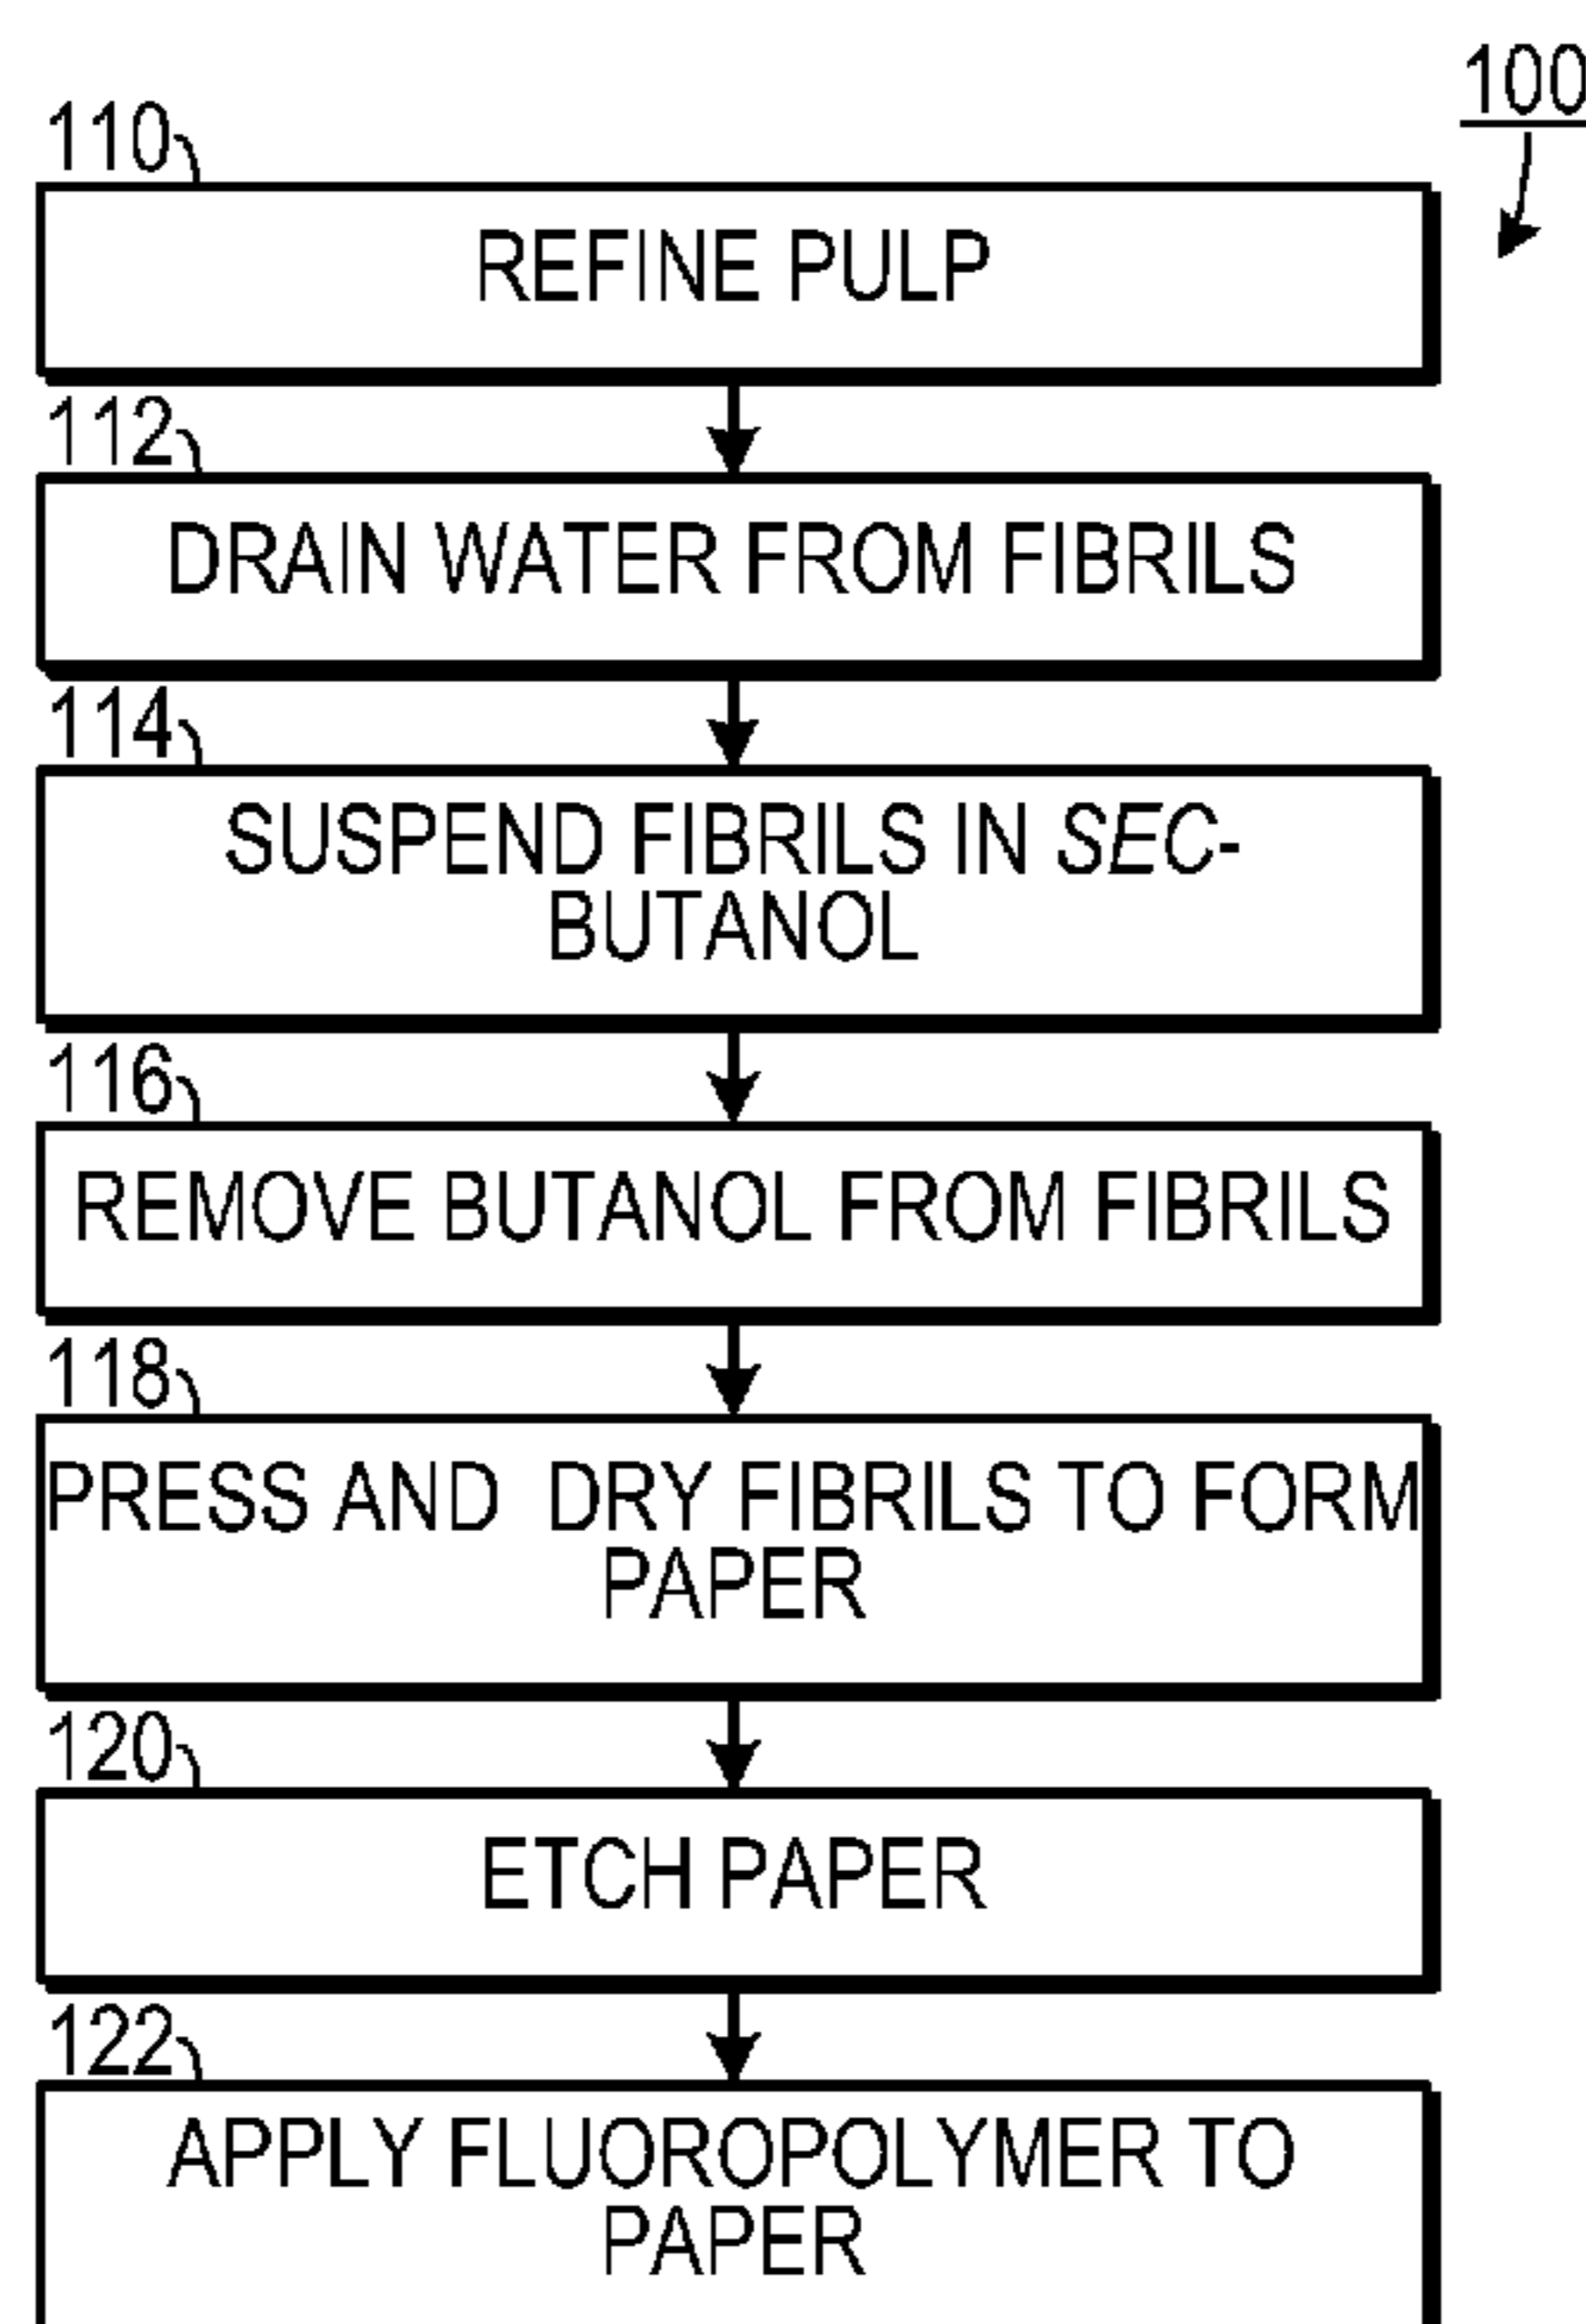 100
110
REFINE PULP
112
DRAIN WATER FROM FIBRILS
114
SUSPEND FIBRILS IN SEC-
BUTANOL
116
REMOVE BUTANOL FROM FIBRILS
118
PRESS AND DRY FIBRILS TO FORM
PAPER
120
ETCH PAPER
122
APPLY FLUOROPOLYMER TO
PAPER